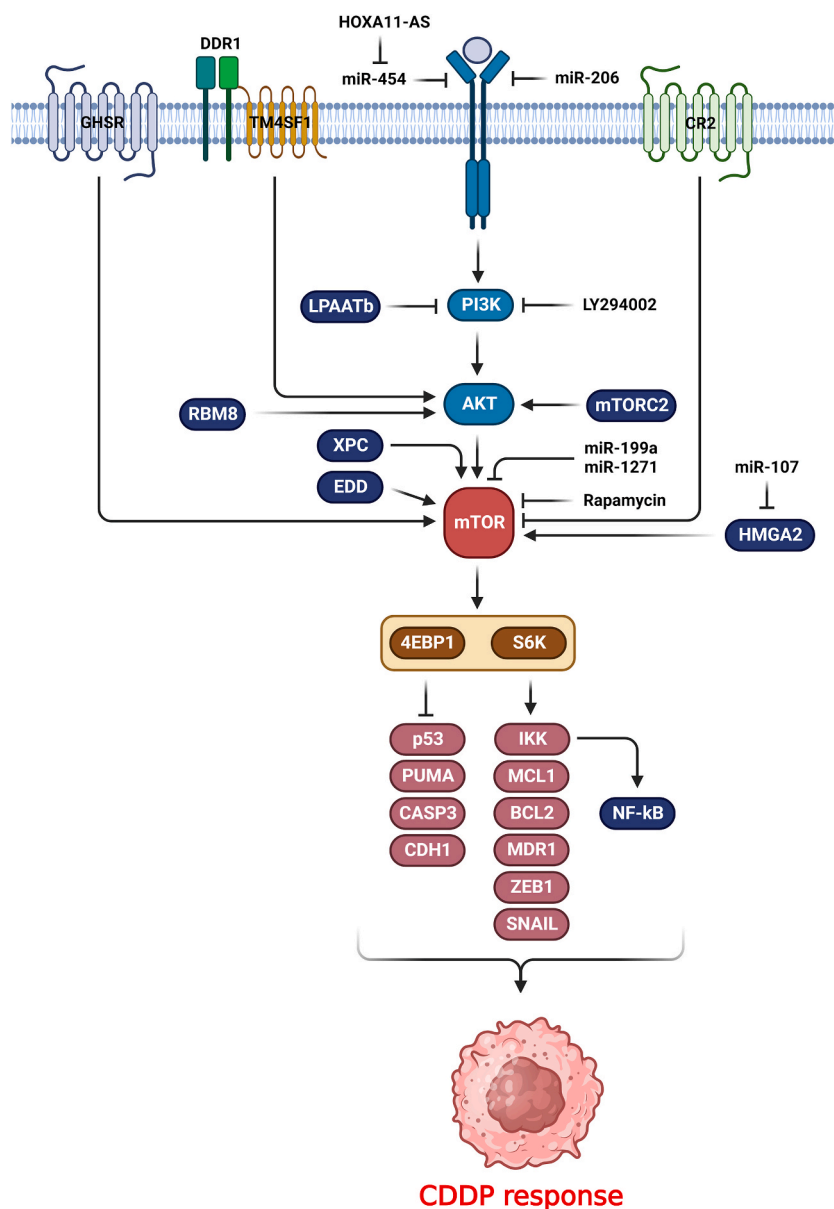 HOXA11-AS
DDR1
miR-454
miR-206
GHSR
TM4SF1
CR2
LPAATb
PI3K
LY294002
AKT
mTORC2
RBM8
XPC
miR-199a
miR-1271
miR-107
EDD
Rapamycin
mTOR
HMGA2
4EBP1
S6K
p53
IKK
PUMA
MCL1
CASP3
BCL2
NF-kB
CDH1
MDR1
ZEB1
SNAIL
CDDP response